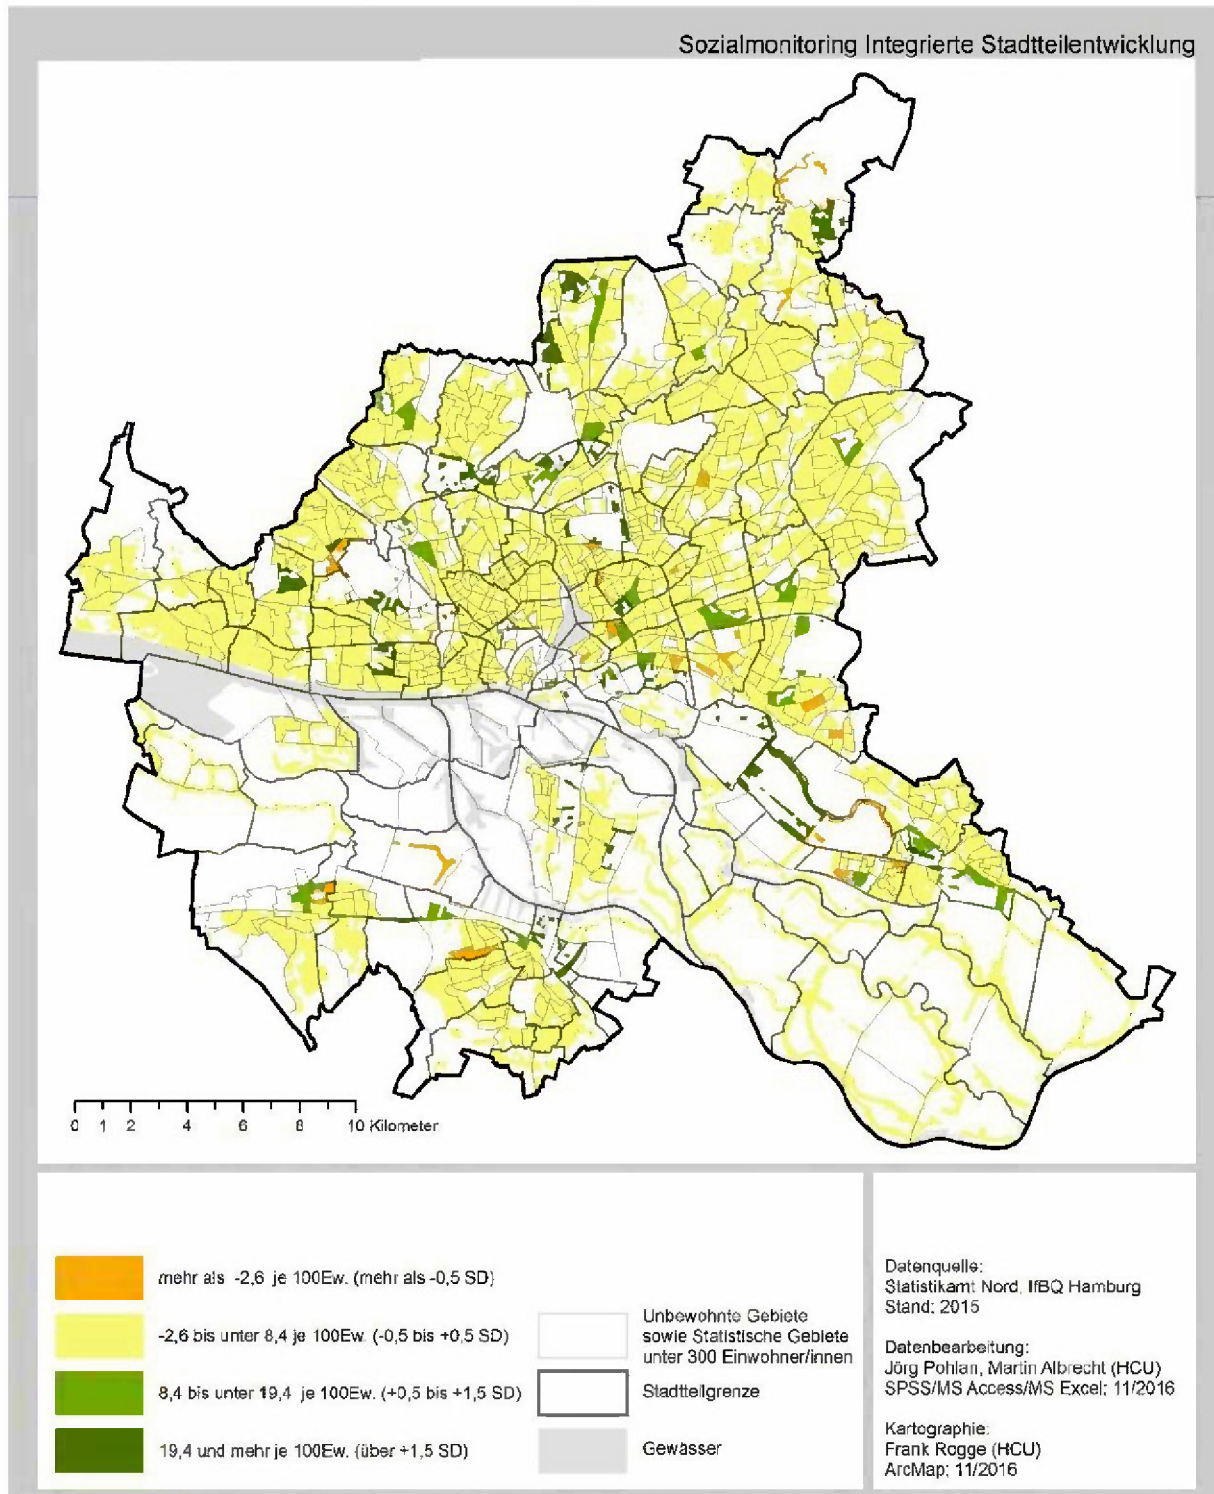 Sozialmonitoring Integrierte Stadtteilentwicklung
0 1 2 4 6 8 10 Kilometer
mehr als -2,6 je 100Ew. (mehr als -0,5 SD)
-2,6 bis unter 8,4 je 100Ew. (-0,5 bis +0,5 SD)
8,4 bis unter 19,4 je 100Ew. (+0,5 bis +1,5 SD)
19,4 und mehr je 100Ew. (über +1,5 SD)
Unbewohnte Gebiete
sowie Statistische Gebiete
unter 300 Einwohner/innen
Stadtteilgrenze
Gewässer
Datenquelle:
Statistikamt Nord, IfBQ Hamburg
Stand: 2015
Datenbearbeitung:
Jörg Pohlan, Martin Albrecht (HCU)
SPSS/MS Access/MS Excel; 11/2016
Kartographie:
Frank Rogge (HCU)
ArcMap; 11/2016